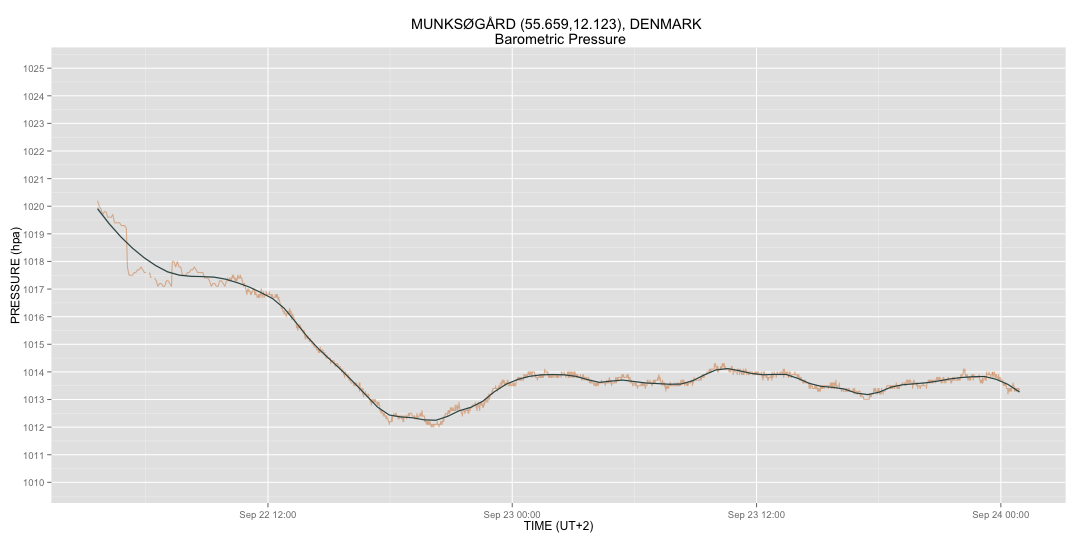 MUNKSØGÅRD (55.659,12.123), DENMARK
Barometric Pressure
PRESSURE (hpa)
1025
1024
1023
1022
1021
1020
1019
1018
1017
1016
1015
1014
1013
1012
1011
1010
Sep 22 12:00
Sep 23 00:00
Sep 23 12:00
Sep 24 00:00
TIME (UT+2)